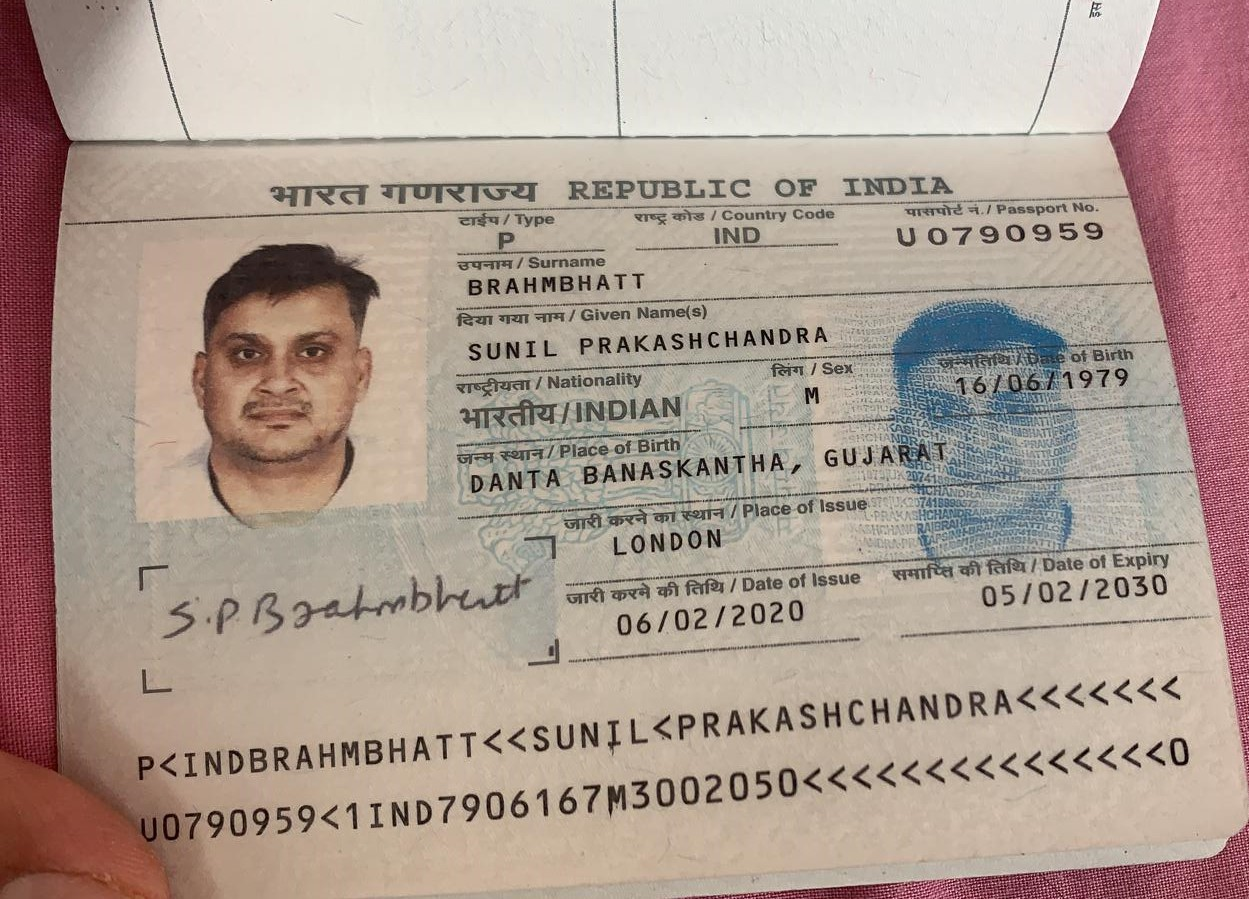 भारत गणराज्य REPUBLIC OF INDIA
टाईप / Type राष्ट्र कोड / Country Code पासपोर्ट नं. / Passport No.
P IND U0790959
उपनाम / Surname
BRAHMBHATT
दिया गया नाम / Given Name(s)
SUNIL PRAKASHCHANDRA
राष्ट्रीयता / Nationality लिंग / Sex जन्मतिथि / Date of Birth
भारतीय/INDIAN M 16/06/1979
जन्म स्थान / Place of Birth
DANTA BANASKANTHA, GUJARAT
जारी करने का स्थान / Place of Issue
LONDON
जारी करने की तिथि / Date of Issue समाप्ति की तिथि / Date of Expiry
06/02/2020 05/02/2030
S.P.Brahmbhatt
P<INDBRAHMBHATT<<SUNIL<PRAKASHCHANDRA<<<<<<<
U0790959<1IND7906167M3002050<<<<<<<<<<<<<<<0